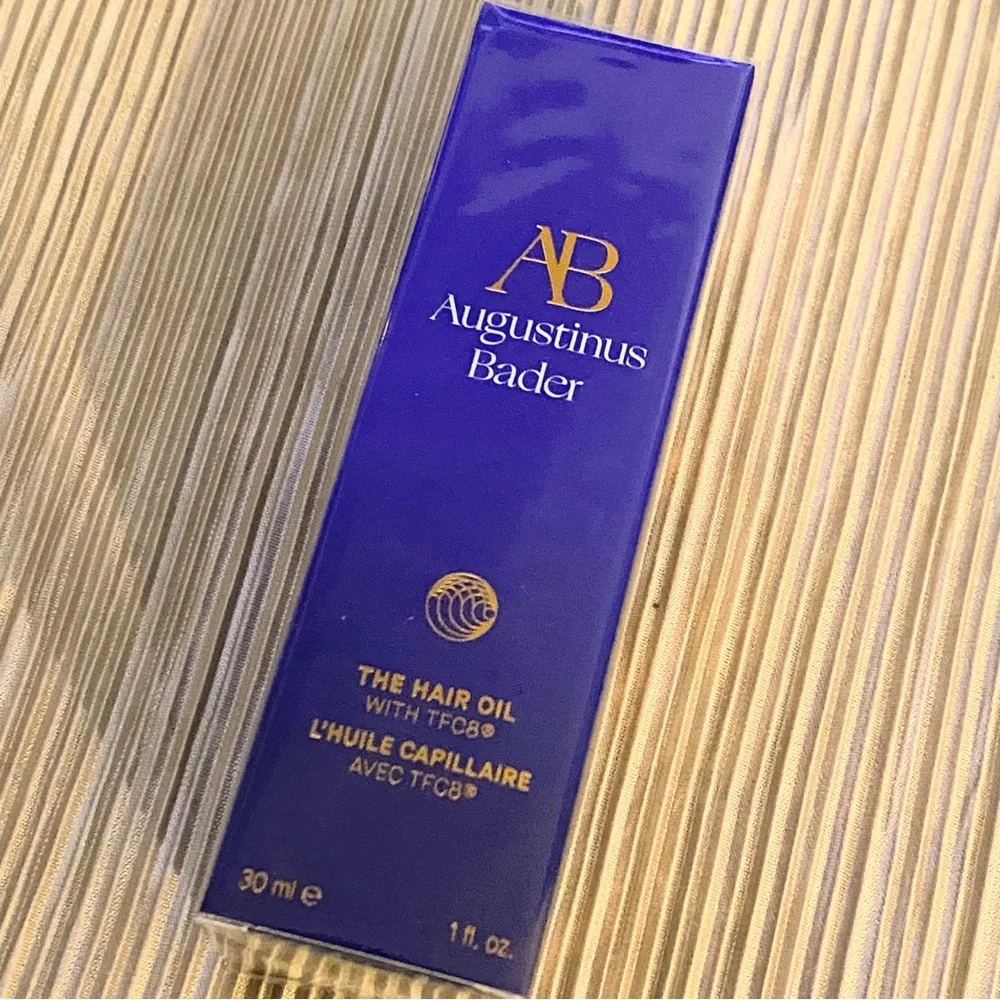 AB
Augustinus
Bader
THE HAIR OIL
WITH TFC8®
L'HUILE CAPILLAIRE
AVEC TFC8®
30 ml ℮
1 fl. oz.